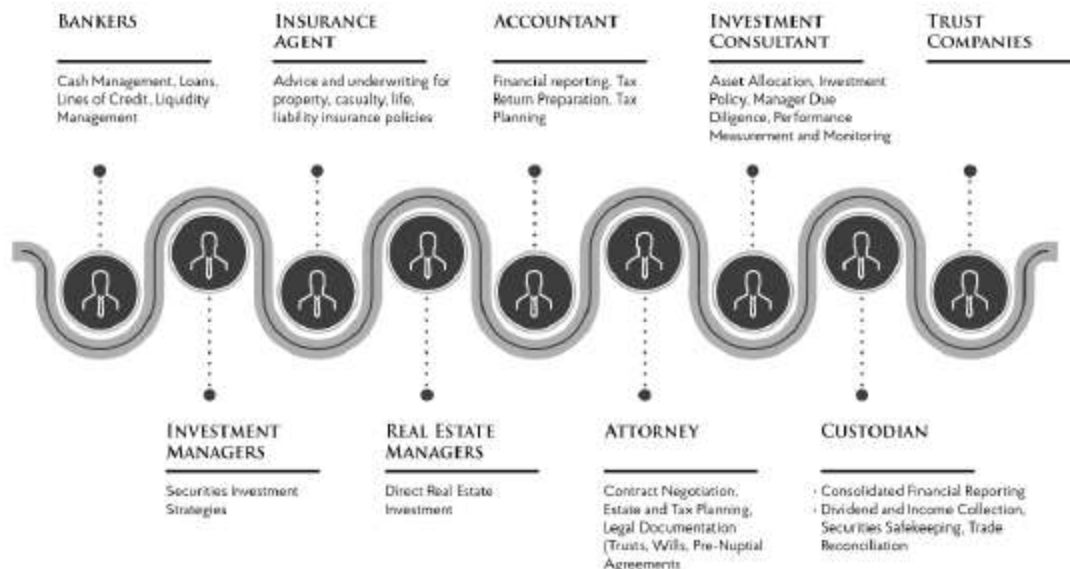 BANKERS
Cash Management, Loans,
Lines of Credit, Liquidity
Management
INSURANCE
AGENT
Advice and underwriting for
property, casualty, life,
liability insurance policies
ACCOUNTANT
Financial reporting, Tax
Return Preparation, Tax
Planning
INVESTMENT
CONSULTANT
Asset Allocation, Investment
Policy, Manager Due
Diligence, Performance
Measurement and Monitoring
TRUST
COMPANIES
INVESTMENT
MANAGERS
Securities Investment
Strategies
REAL ESTATE
MANAGERS
Direct Real Estate
Investment
ATTORNEY
Contract Negotiation,
Estate and Tax Planning,
Legal Documentation
(Trusts, Wills, Pre-Nuptial
Agreements
CUSTODIAN
· Consolidated Financial Reporting
· Dividend and Income Collection,
Securities Safekeeping, Trade
Reconciliation